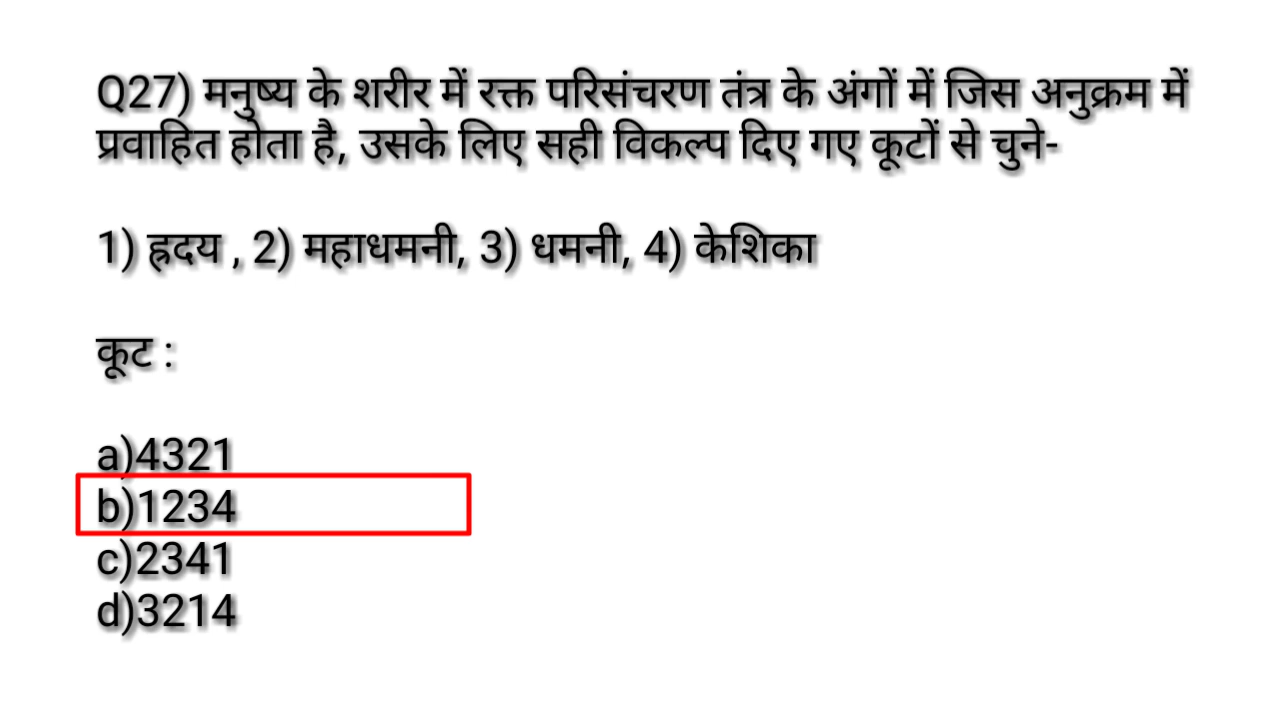 Q27) मनुष्य के शरीर में रक्त परिसंचरण तंत्र के अंगों में जिस अनुक्रम में
प्रवाहित होता है, उसके लिए सही विकल्प दिए गए कूटों से चुने-
1) ह्रदय , 2) महाधमनी, 3) धमनी, 4) केशिका
कूट :
a)4321
b)1234
c)2341
d)3214